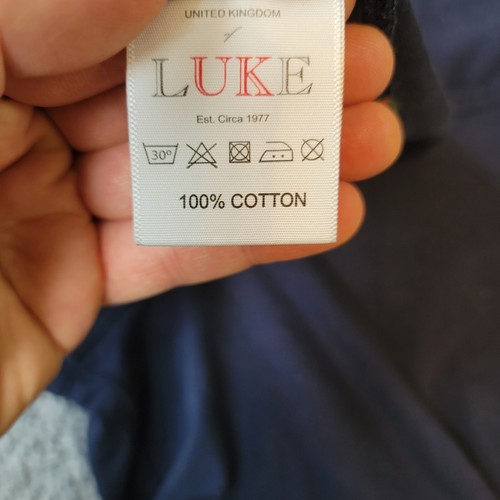 UNITED KINGDOM
of
LUKE
Est. Circa 1977
30°
100% COTTON